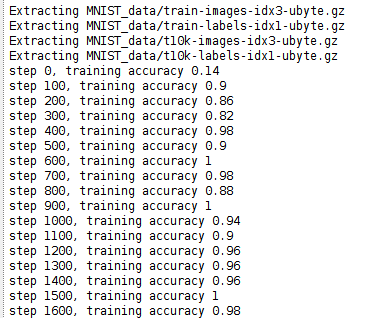 Extracting MNIST_data/train-images-idx3-ubyte.gz
Extracting MNIST_data/train-labels-idx1-ubyte.gz
Extracting MNIST_data/t10k-images-idx3-ubyte.gz
Extracting MNIST_data/t10k-labels-idx1-ubyte.gz
step 0, training accuracy 0.14
step 100, training accuracy 0.9
step 200, training accuracy 0.86
step 300, training accuracy 0.82
step 400, training accuracy 0.98
step 500, training accuracy 0.9
step 600, training accuracy 1
step 700, training accuracy 0.98
step 800, training accuracy 0.88
step 900, training accuracy 1
step 1000, training accuracy 0.94
step 1100, training accuracy 0.9
step 1200, training accuracy 0.96
step 1300, training accuracy 0.96
step 1400, training accuracy 0.96
step 1500, training accuracy 1
step 1600, training accuracy 0.98